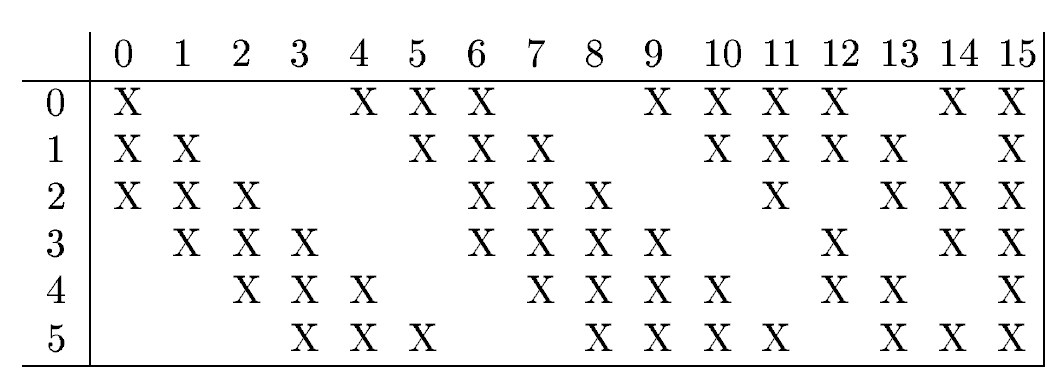 0 1 2 3 4 5 6 7 8 9 10 11 12 13 14 15
0 X X X X X X X X X X
1 X X X X X X X X X X
2 X X X X X X X X X X
3 X X X X X X X X X X
4 X X X X X X X X X X
5 X X X X X X X X X X